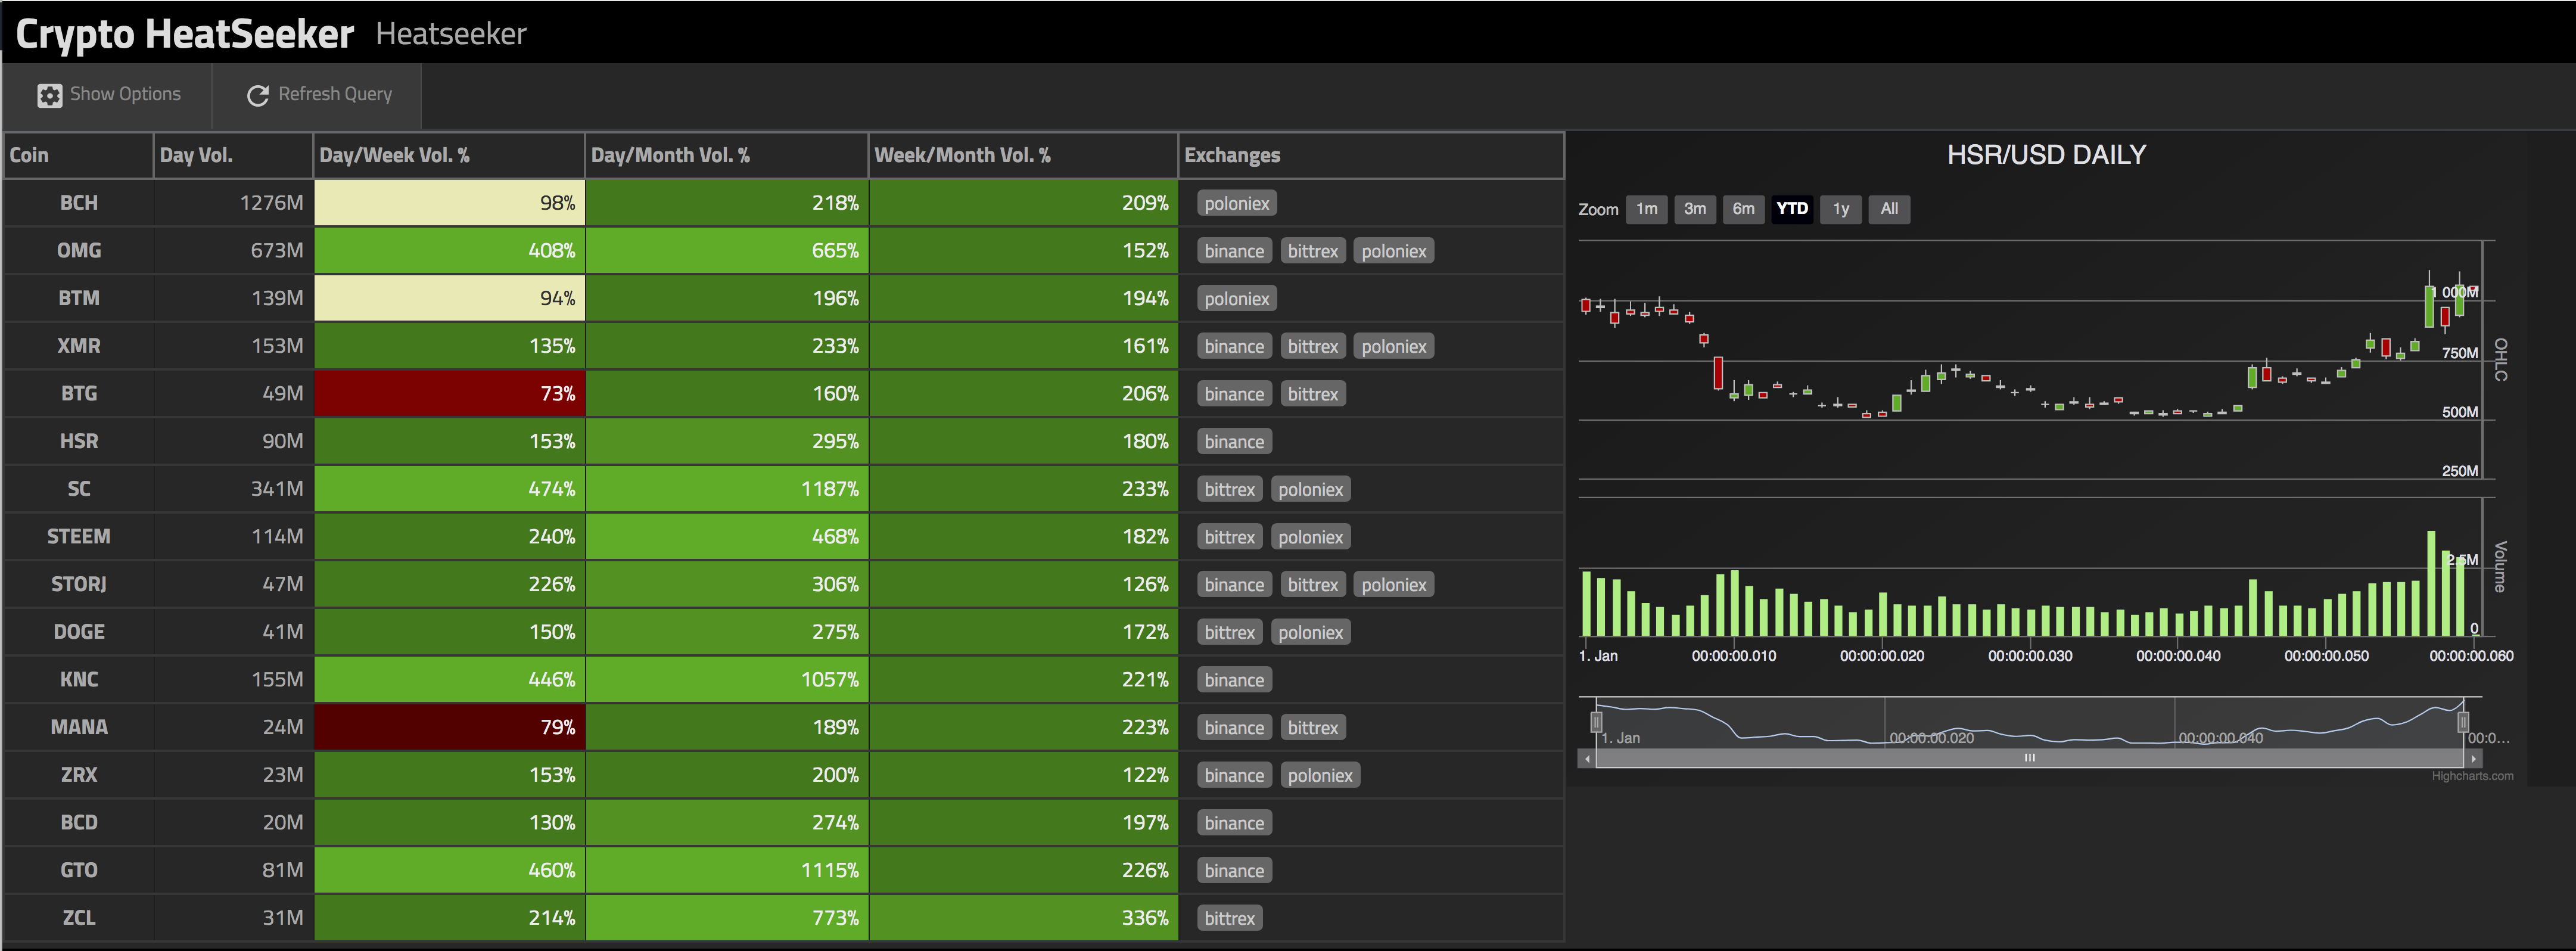 Crypto HeatSeeker Heatseeker
Show Options Refresh Query
Coin Day Vol. Day/Week Vol. % Day/Month Vol. % Week/Month Vol. % Exchanges
BCH 1276M 98% 218% 209% poloniex
OMG 673M 408% 665% 152% binance bittrex poloniex
BTM 139M 94% 196% 194% poloniex
XMR 153M 135% 233% 161% binance bittrex poloniex
BTG 49M 73% 160% 206% binance bittrex
HSR 90M 153% 295% 180% binance
SC 341M 474% 1187% 233% bittrex poloniex
STEEM 114M 240% 468% 182% bittrex poloniex
STORJ 47M 226% 306% 126% binance bittrex poloniex
DOGE 41M 150% 275% 172% bittrex poloniex
KNC 155M 446% 1057% 221% binance
MANA 24M 79% 189% 223% binance bittrex
ZRX 23M 153% 200% 122% binance poloniex
BCD 20M 130% 274% 197% binance
GTO 81M 460% 1115% 226% binance
ZCL 31M 214% 773% 336% bittrex
HSR/USD DAILY
Zoom 1m 3m 6m YTD 1y All
1 000M
750M
500M
250M
OHLC
2.5M
0
Volume
1. Jan 00:00:00.010 00:00:00.020 00:00:00.030 00:00:00.040 00:00:00.050 00:00:00.060
1. Jan 00:00:00.020 00:00:00.040 00:0…
Highcharts.com